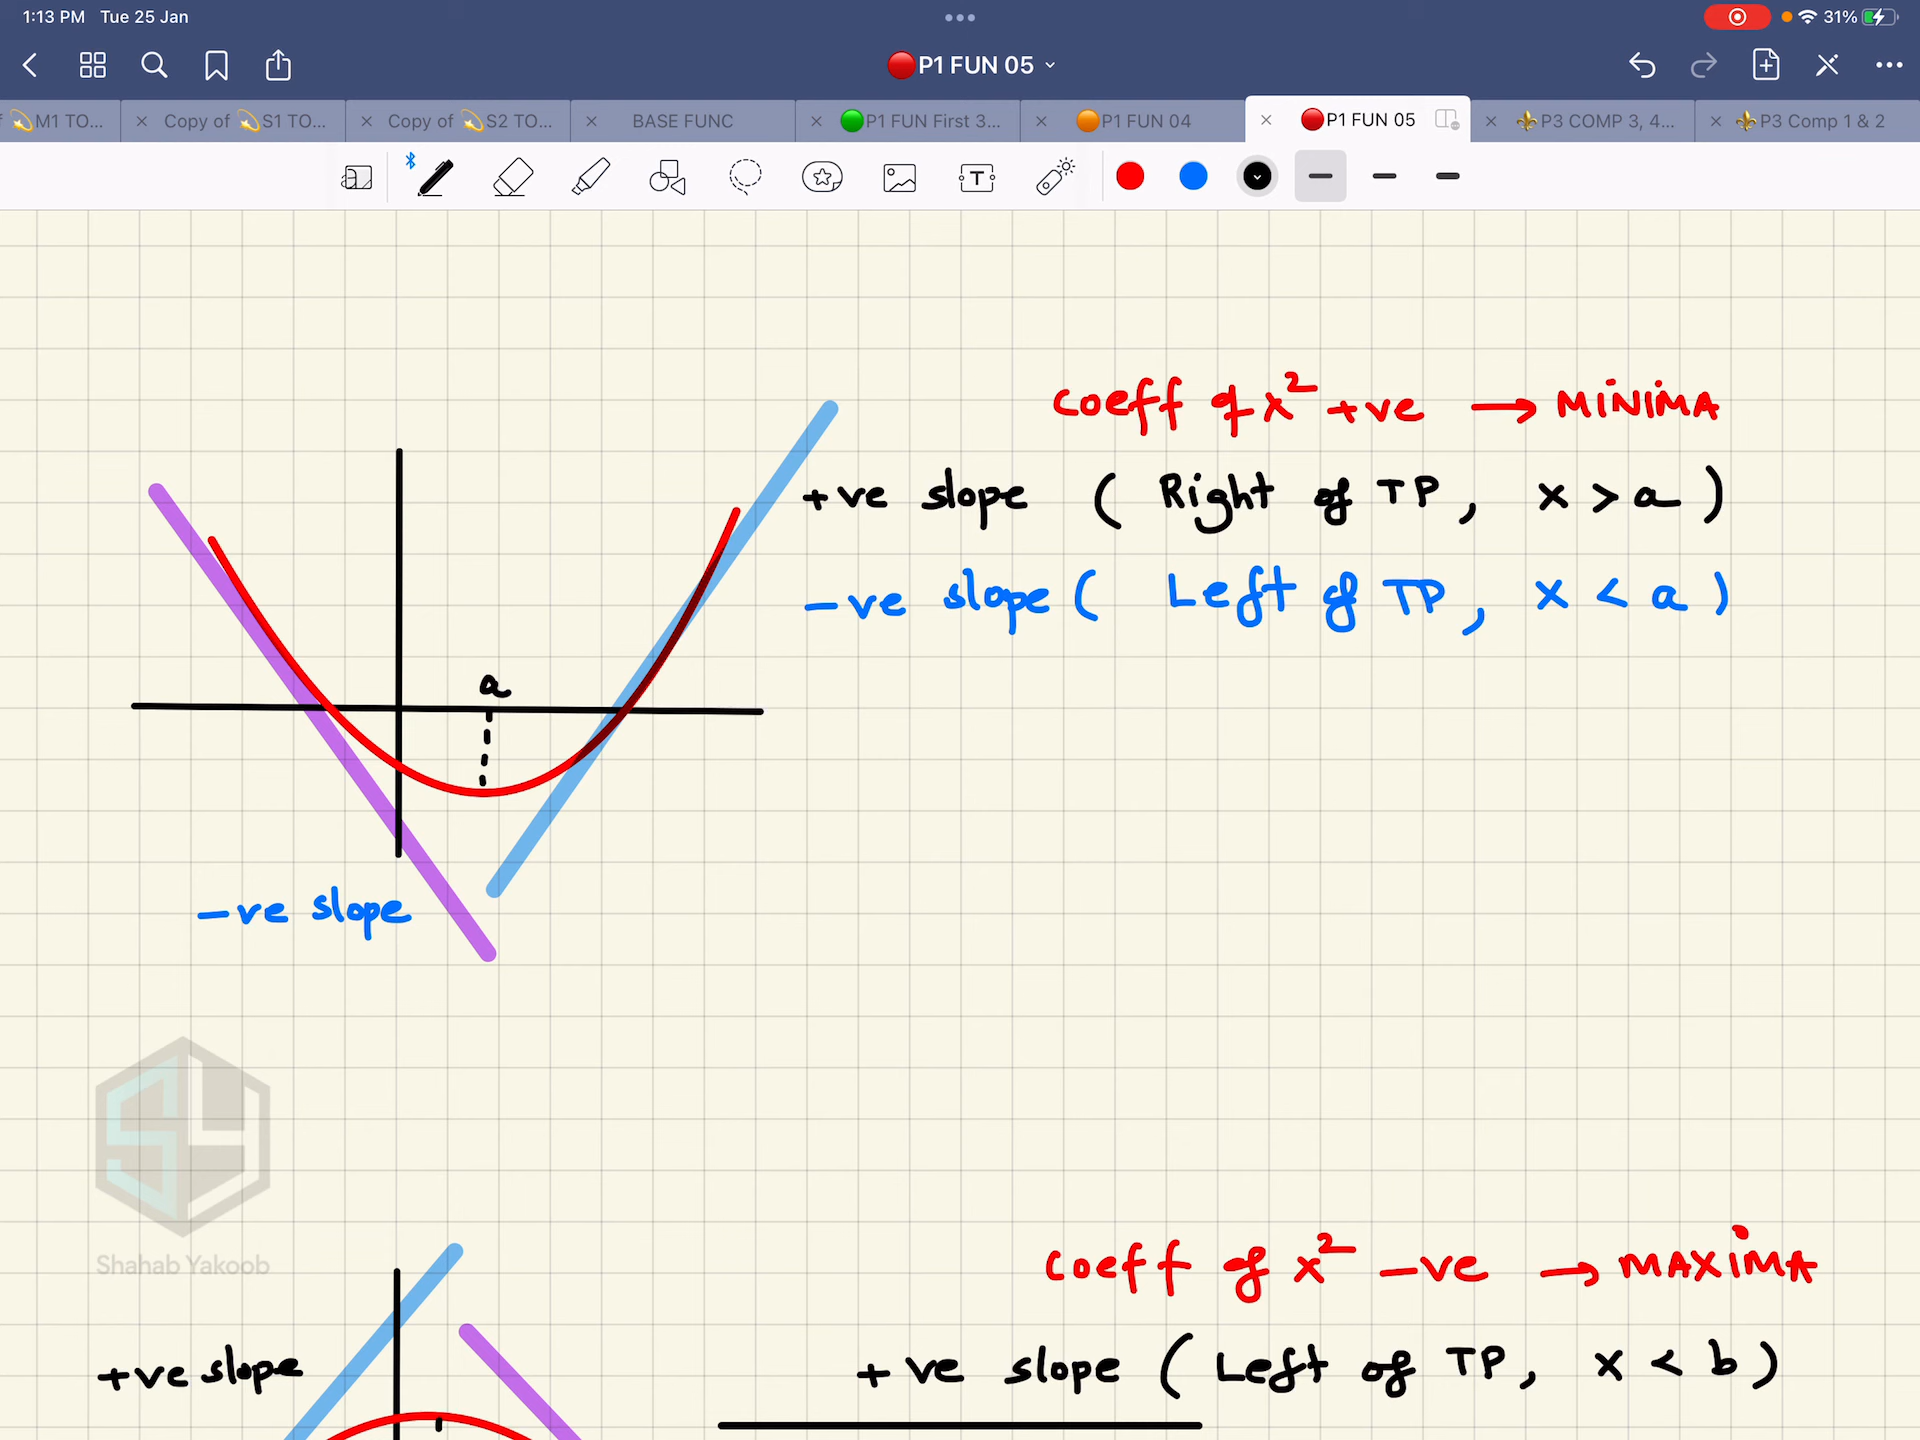 1:13 PM Tue 25 Jan
31%
P1 FUN 05
M1 TO...
Copy of S1 TO...
Copy of S2 TO...
BASE FUNC
P1 FUN First 3...
P1 FUN 04
P1 FUN 05
P3 COMP 3, 4...
P3 Comp 1 & 2
coeff of x² +ve → MINIMA
+ve slope ( Right of TP, x > a )
-ve slope ( Left of TP, x < a )
a
-ve slope
Shahab Yakoob
coeff of x² -ve → MAXIMA
+ve slope
+ve slope ( Left of TP, x < b )